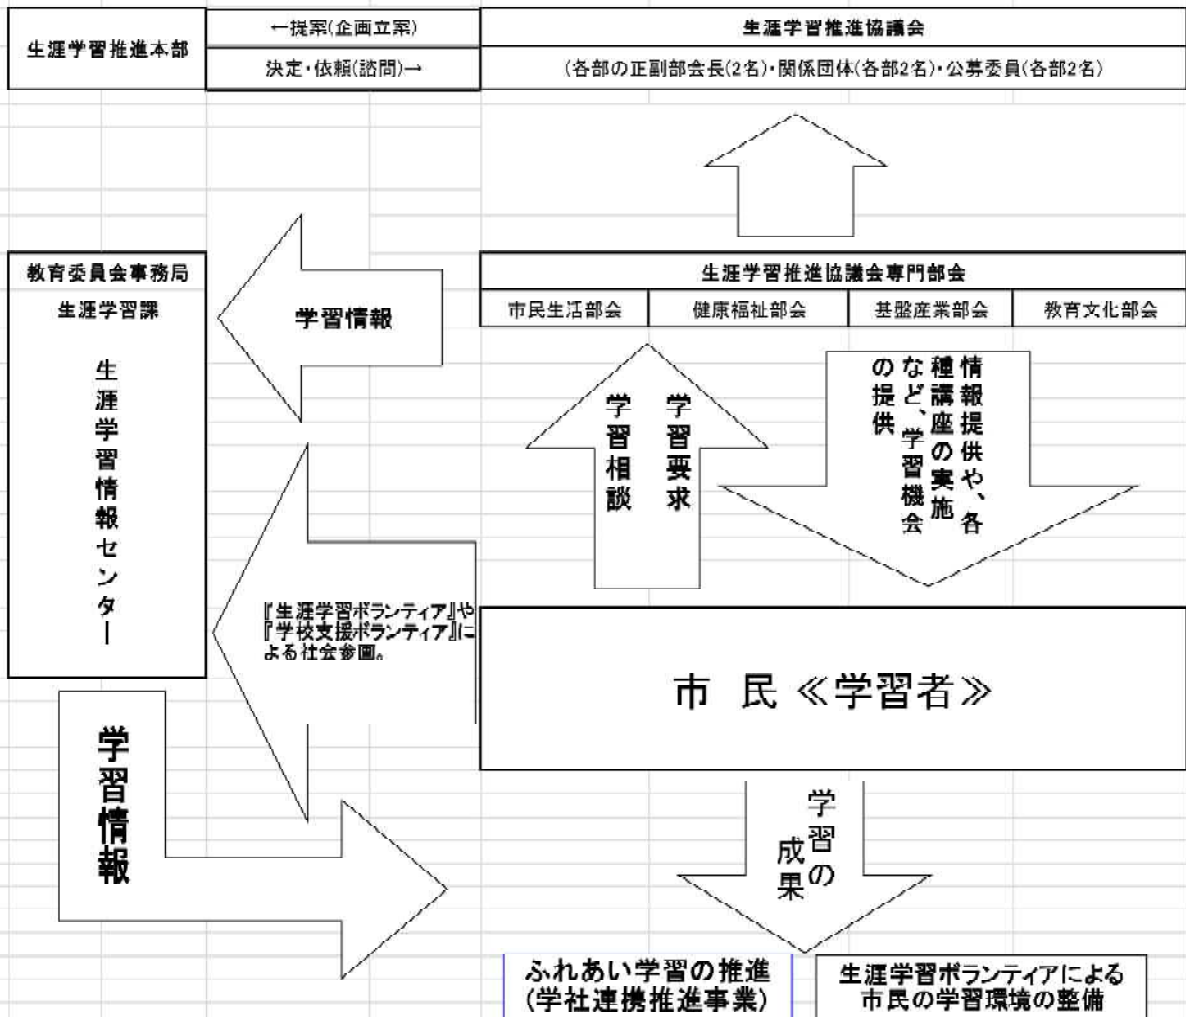 生涯学習推進本部
←提案(企画立案)
決定・依頼(諮問)→
生涯学習推進協議会
(各部の正副部会長(2名)・関係団体(各部2名)・公募委員(各部2名)
教育委員会事務局
生涯学習課
生涯学習情報センター
学習情報
生涯学習推進協議会専門部会
市民生活部会
健康福祉部会
基盤産業部会
教育文化部会
学習要求
学習相談
情報提供や、各
種講座の実施
など、学習機会
の提供
『生涯学習ボランティア』や
『学校支援ボランティア』に
よる社会参画。
市 民 ≪学習者≫
学習情報
学習の
成果
ふれあい学習の推進
(学社連携推進事業)
生涯学習ボランティアによる
市民の学習環境の整備